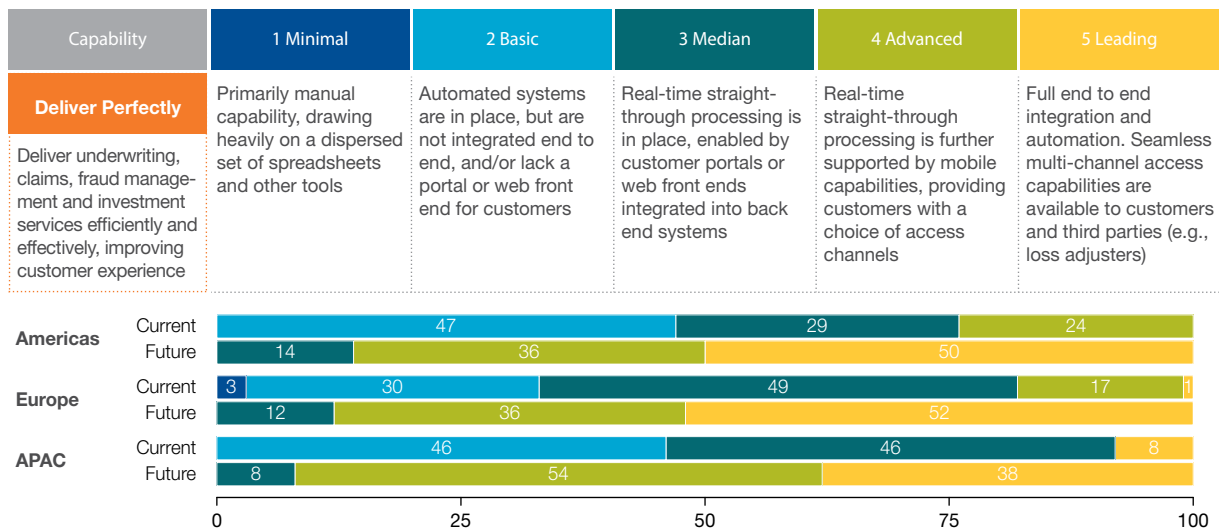 Capability
1 Minimal
2 Basic
3 Median
4 Advanced
5 Leading
Deliver Perfectly
Deliver underwriting,
claims, fraud manage-
ment and investment
services efficiently and
effectively, improving
customer experience
Primarily manual
capability, drawing
heavily on a dispersed
set of spreadsheets
and other tools
Automated systems
are in place, but are
not integrated end to
end, and/or lack a
portal or web front
end for customers
Real-time straight-
through processing is
in place, enabled by
customer portals or
web front ends
integrated into back
end systems
Real-time
straight-through
processing is further
supported by mobile
capabilities, providing
customers with a
choice of access
channels
Full end to end
integration and
automation. Seamless
multi-channel access
capabilities are
available to customers
and third parties (e.g.,
loss adjusters)
Americas
Current 47 29 24
Future 14 36 50
Europe
Current 3 30 49 17 1
Future 12 36 52
APAC
Current 46 46 8
Future 8 54 38
0 25 50 75 100